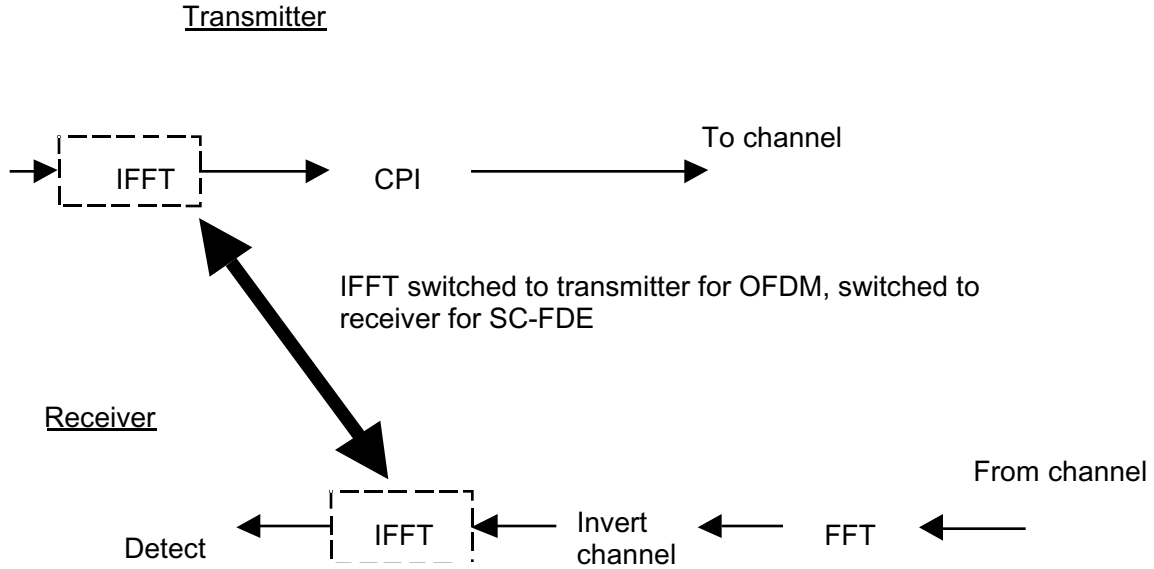 Transmitter
To channel
IFFT
CPI
IFFT switched to transmitter for OFDM, switched to
receiver for SC-FDE
Receiver
From channel
Detect
IFFT
Invert
channel
FFT